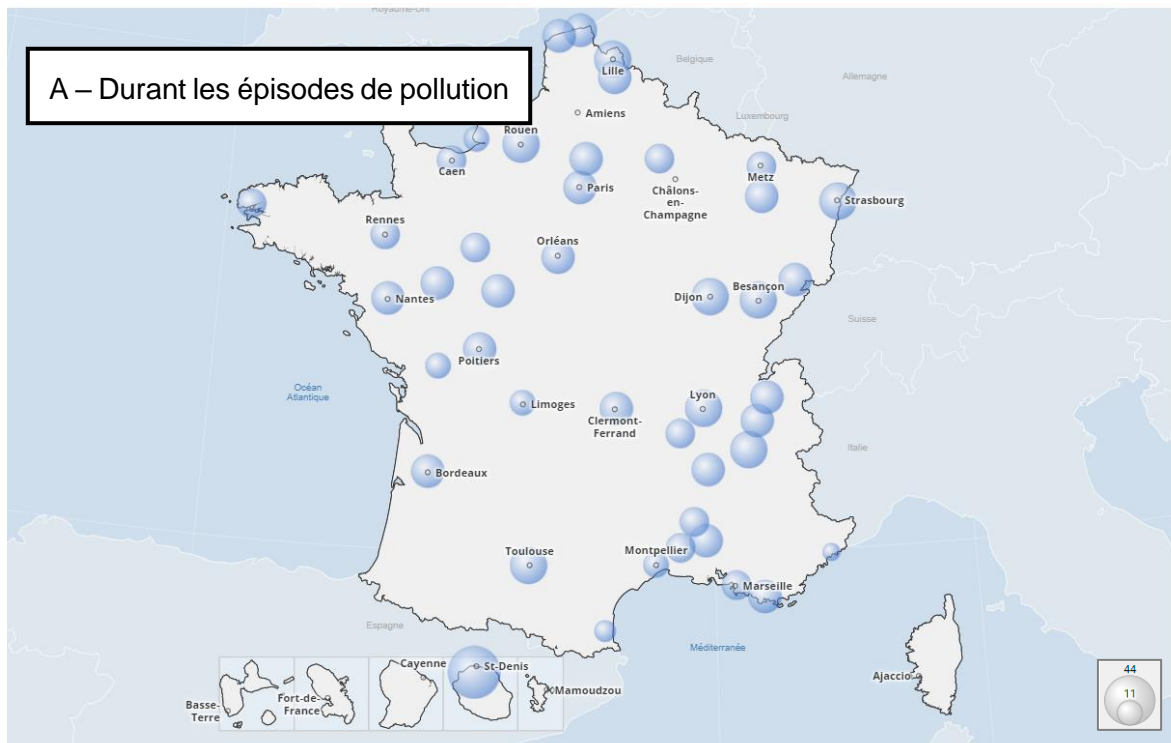 Royaume-Uni
A – Durant les épisodes de pollution
Lille
Belgique
Allemagne
Amiens
Luxembourg
Rouen
Caen
Paris
Metz
Châlons-
en-
Champagne
Strasbourg
Rennes
Orléans
Nantes
Dijon
Besançon
Suisse
Poitiers
Océan
Atlantique
Limoges
Clermont-
Ferrand
Lyon
Italie
Bordeaux
Toulouse
Montpellier
Marseille
Espagne
Méditerranée
Basse-
Terre
Fort-de-
France
Cayenne
St-Denis
Mamoudzou
Ajaccio
44
11